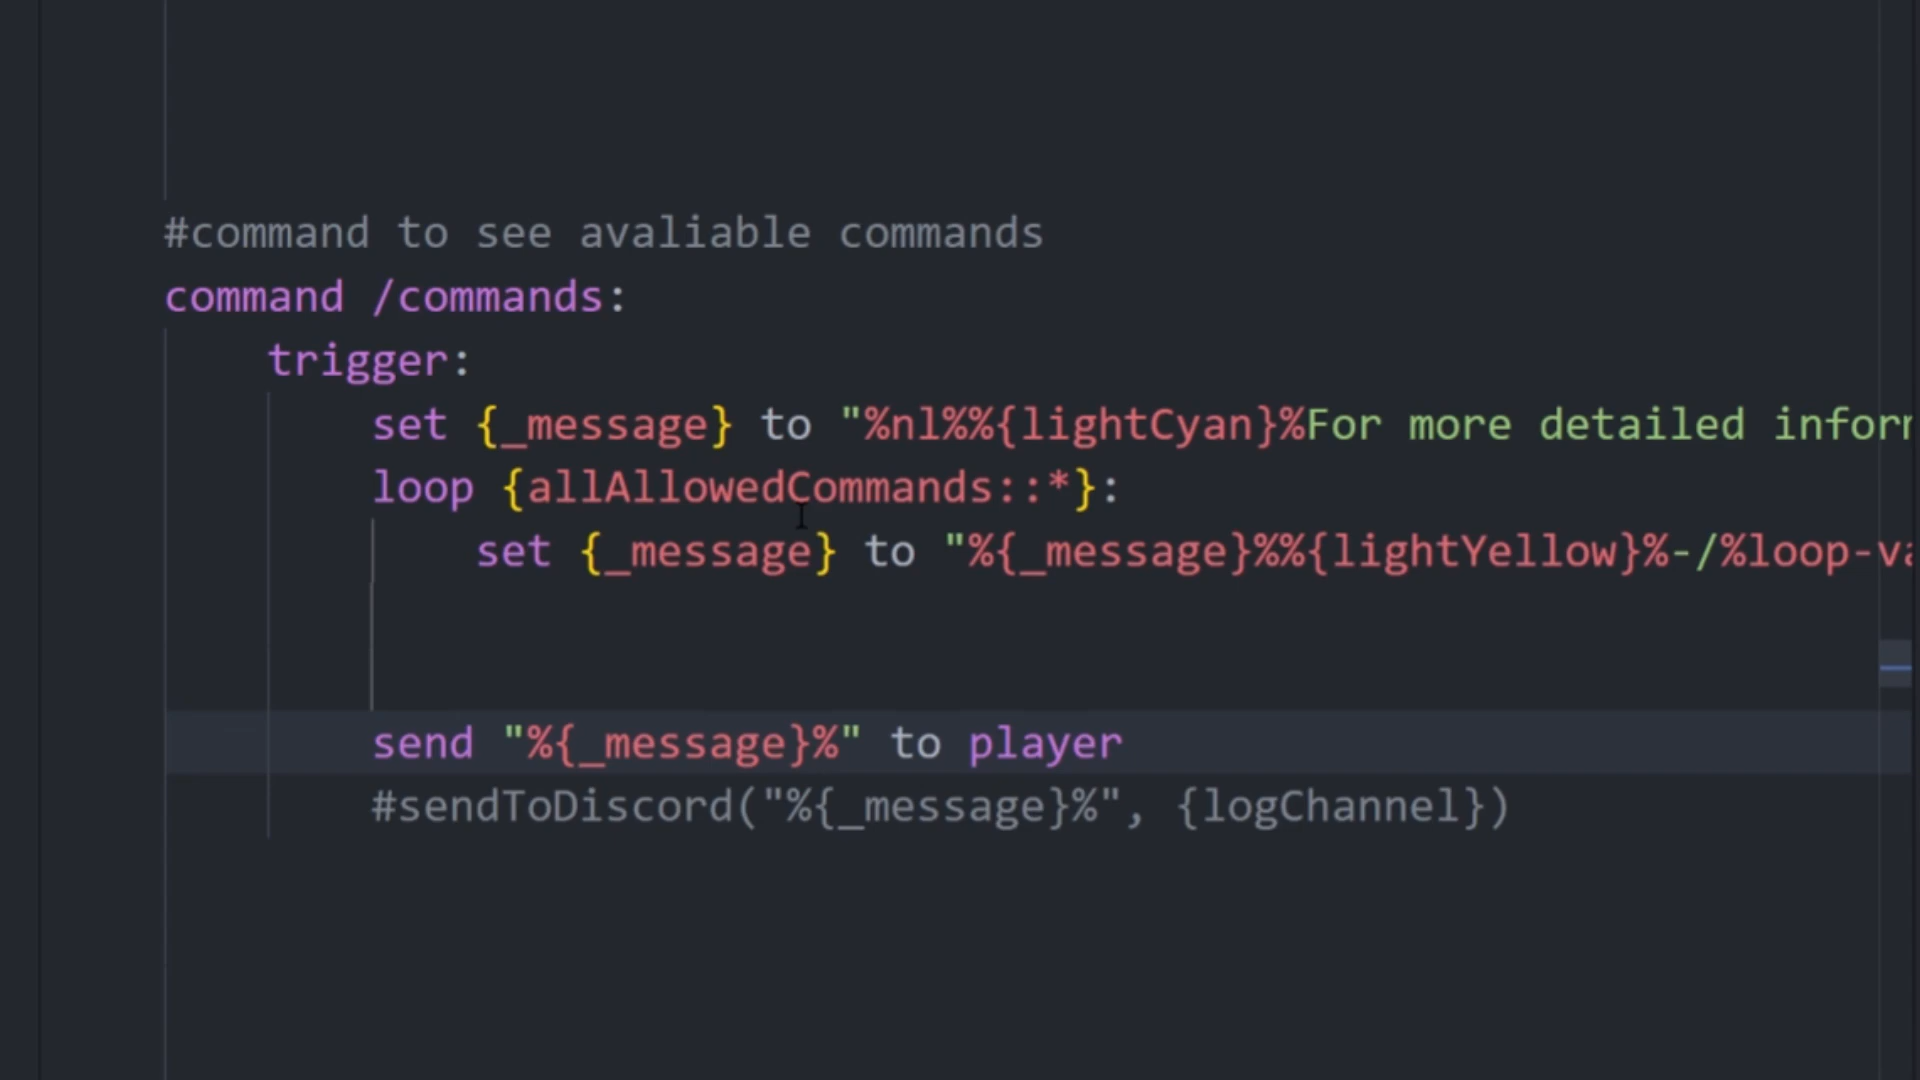 #command to see avaliable commands
command /commands:
trigger:
set {_message} to "%nl%%{lightCyan}%For more detailed
loop {allAllowedCommands::*}:
set {_message} to "%{_message}%%{lightYellow}%-/%loop-
send "%{_message}%" to player
#sendToDiscord("%{_message}%", {logChannel})